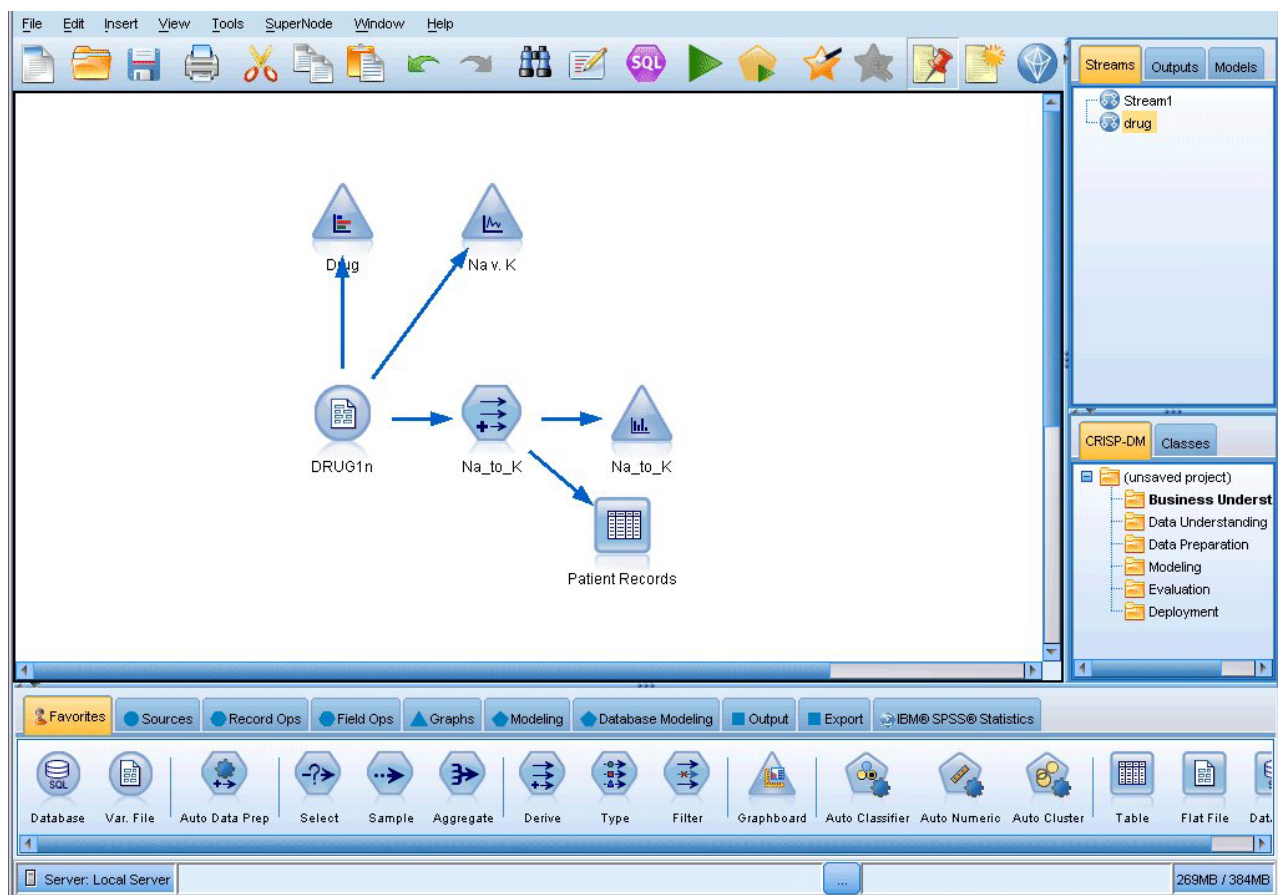 File Edit Insert View Tools SuperNode Window Help
SQL
Streams Outputs Models
Stream1
drug
Drug
Na v. K
DRUG1n
Na_to_K
Na_to_K
Patient Records
CRISP-DM Classes
(unsaved project)
Business Underst
Data Understanding
Data Preparation
Modeling
Evaluation
Deployment
Favorites Sources Record Ops Field Ops Graphs Modeling Database Modeling Output Export IBM® SPSS® Statistics
SQL
Database Var. File Auto Data Prep Select Sample Aggregate Derive Type Filter Graphboard Auto Classifier Auto Numeric Auto Cluster Table Flat File Dat.
Server: Local Server ... 269MB / 384MB